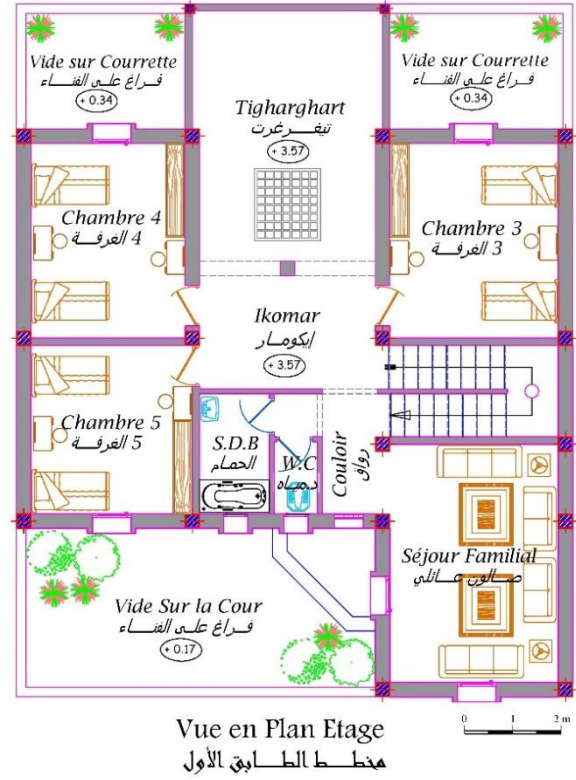 Vide sur Courrette
فراغ على الفناء
+ 0.34
Vide sur Courrette
فراغ على الفناء
+ 0.34
Tigharghart
تيغرغرت
+ 3.57
Chambre 4
الغرفة 4
Chambre 3
الغرفة 3
Ikomar
إيكومار
+ 3.57
Chambre 5
الغرفة 5
S.D.B
الحمام
W.C
د.مياه
Couloir
رواق
Séjour Familial
صالون عائلي
Vide Sur la Cour
فراغ على الفناء
+ 0.17
Vue en Plan Etage
مخطط الطابق الأول
0 1 2 m